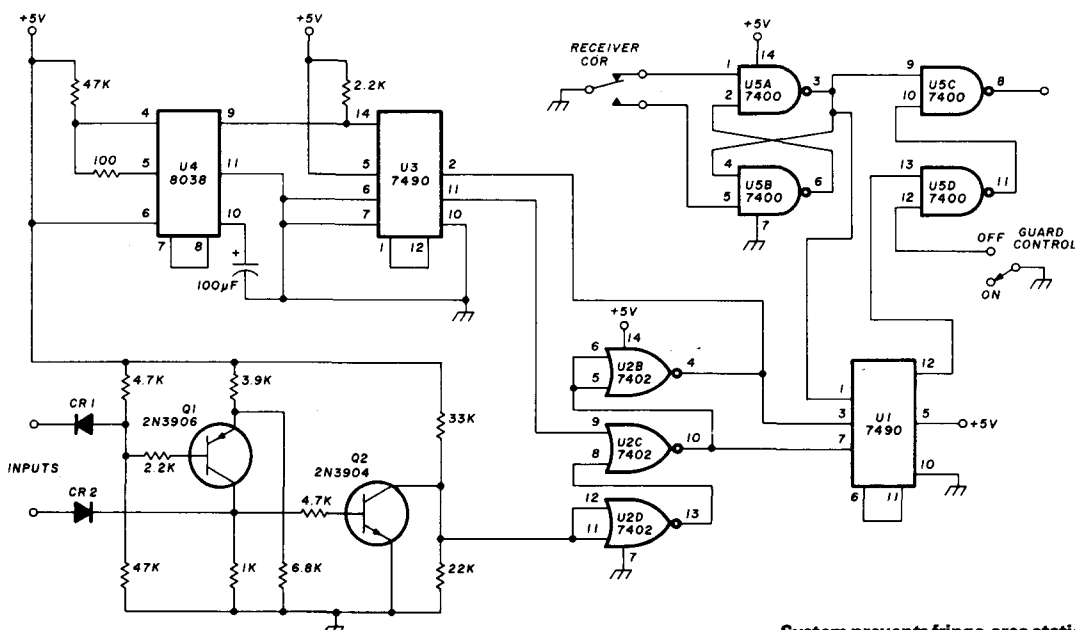 +5V
47K
100
4
5
6
9
11
10
7
8
U4
8038
+
100µF
+5V
2.2K
14
5
6
7
2
11
10
1
12
U3
7490
RECEIVER
COR
+5V
14
1
2
3
U5A
7400
4
5
6
U5B
7400
7
9
10
8
U5C
7400
13
12
11
U5D
7400
OFF
GUARD
CONTROL
ON
4.7K
3.9K
CR1
Q1
2N3906
2.2K
INPUTS
CR2
47K
1K
6.8K
4.7K
Q2
2N3904
33K
22K
+5V
14
6
5
4
U2B
7402
9
8
10
U2C
7402
12
11
13
U2D
7402
7
1
3
7
12
5
+5V
10
U1
7490
6
11